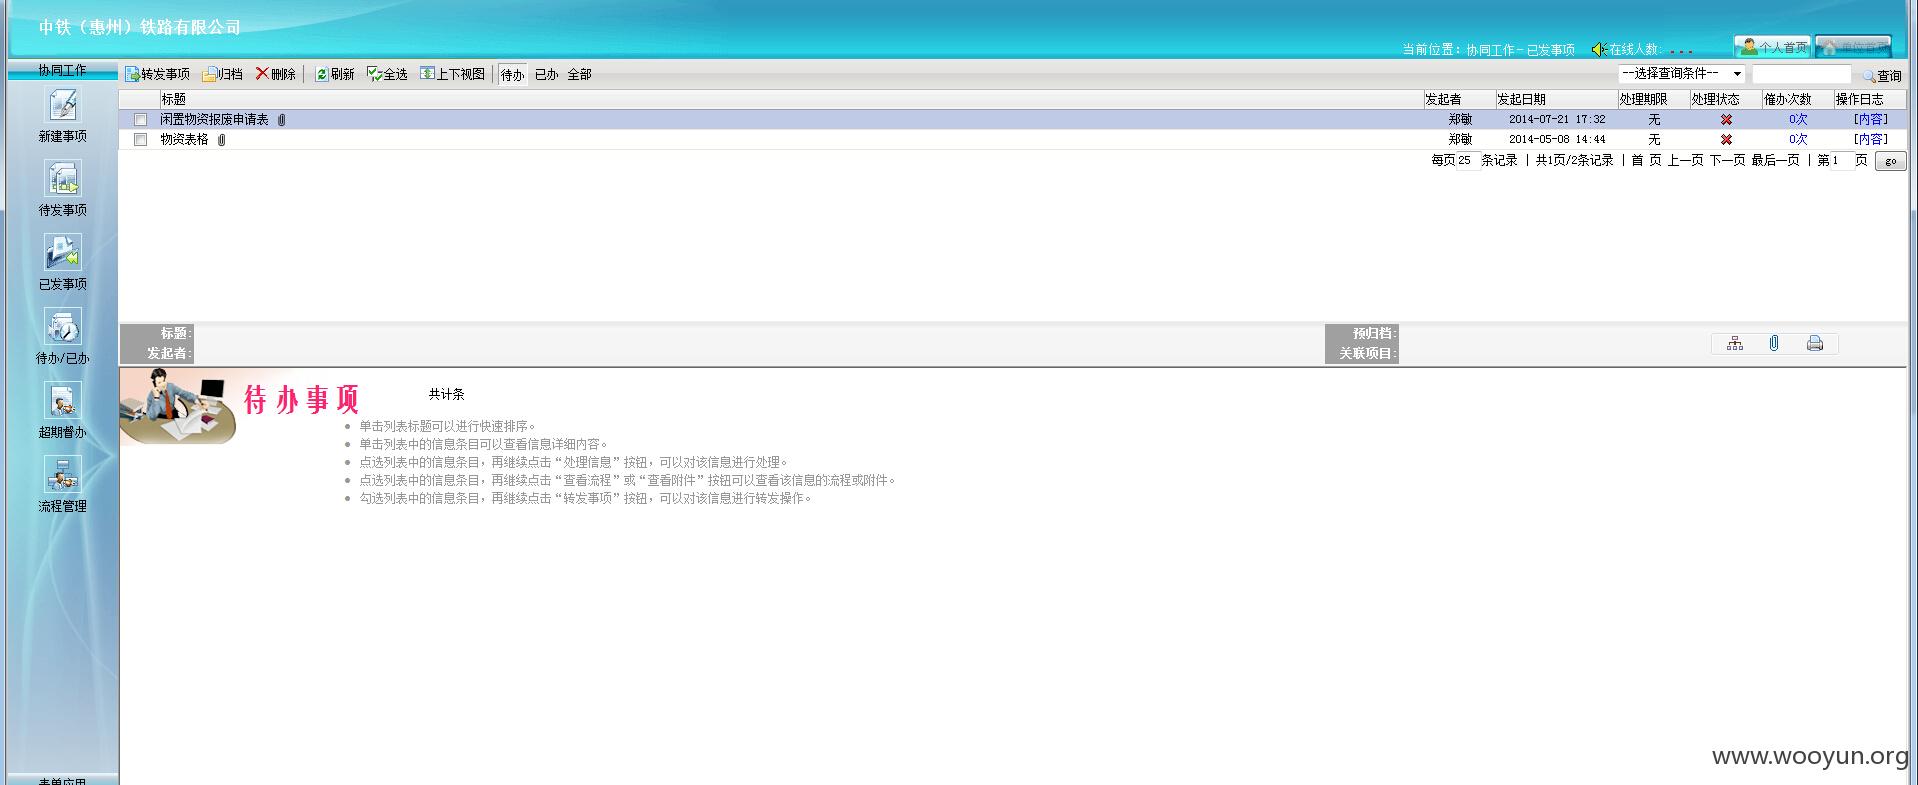 中铁（惠州）铁路有限公司
当前位置：协同工作－已发事项 在线人数: ... 个人首页 单位首页
协同工作 转发事项 归档 删除 刷新 全选 上下视图 待办 已办 全部 --选择查询条件-- 查询
标题 发起者 发起日期 处理期限 处理状态 催办次数 操作日志
闲置物资报废申请表 郑敏 2014-07-21 17:32 无 0次 [内容]
物资表格 郑敏 2014-05-08 14:44 无 0次 [内容]
每页 25 条记录 | 共1页/2条记录 | 首 页 上一页 下一页 最后一页 | 第 1 页 go
新建事项
待发事项
已发事项
待办/已办
超期督办
流程管理
表单应用
标题: 预归档:
发起者: 关联项目:
待办事项 共计条
单击列表标题可以进行快速排序。
单击列表中的信息条目可以查看信息详细内容。
点选列表中的信息条目，再继续点击“处理信息”按钮，可以对该信息进行处理。
点选列表中的信息条目，再继续点击“查看流程”或“查看附件”按钮可以查看该信息的流程或附件。
勾选列表中的信息条目，再继续点击“转发事项”按钮，可以对该信息进行转发操作。
www.wooyun.org